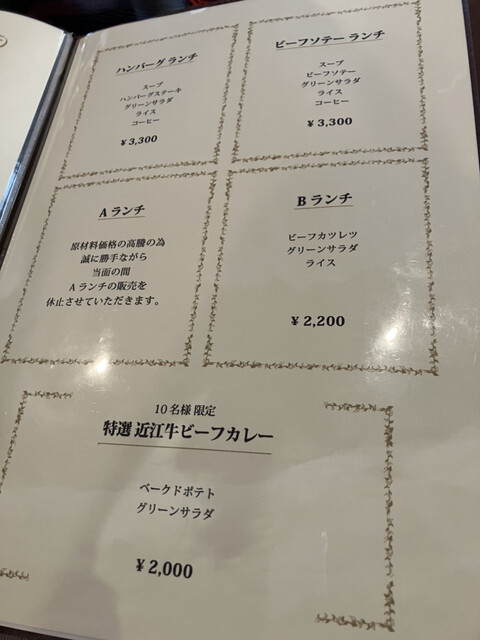 ハンバーグ ランチ
スープ
ハンバーグステーキ
グリーンサラダ
ライス
コーヒー
¥ 3,300
ビーフソテー ランチ
スープ
ビーフソテー
グリーンサラダ
ライス
コーヒー
¥ 3,300
A ランチ
原材料価格の高騰の為
誠に勝手ながら
当面の間
A ランチの販売を
休止させていただきます。
B ランチ
ビーフカツレツ
グリーンサラダ
ライス
¥ 2,200
10 名様 限定
特選 近江牛ビーフカレー
ベークドポテト
グリーンサラダ
¥ 2,000